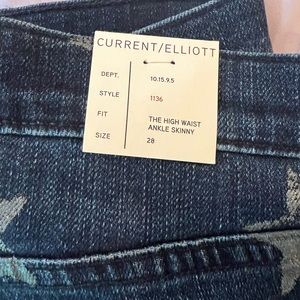 CURRENT/ELLIOTT
DEPT. 10.15.9.5
STYLE 1136
FIT THE HIGH WAIST
ANKLE SKINNY
SIZE 28